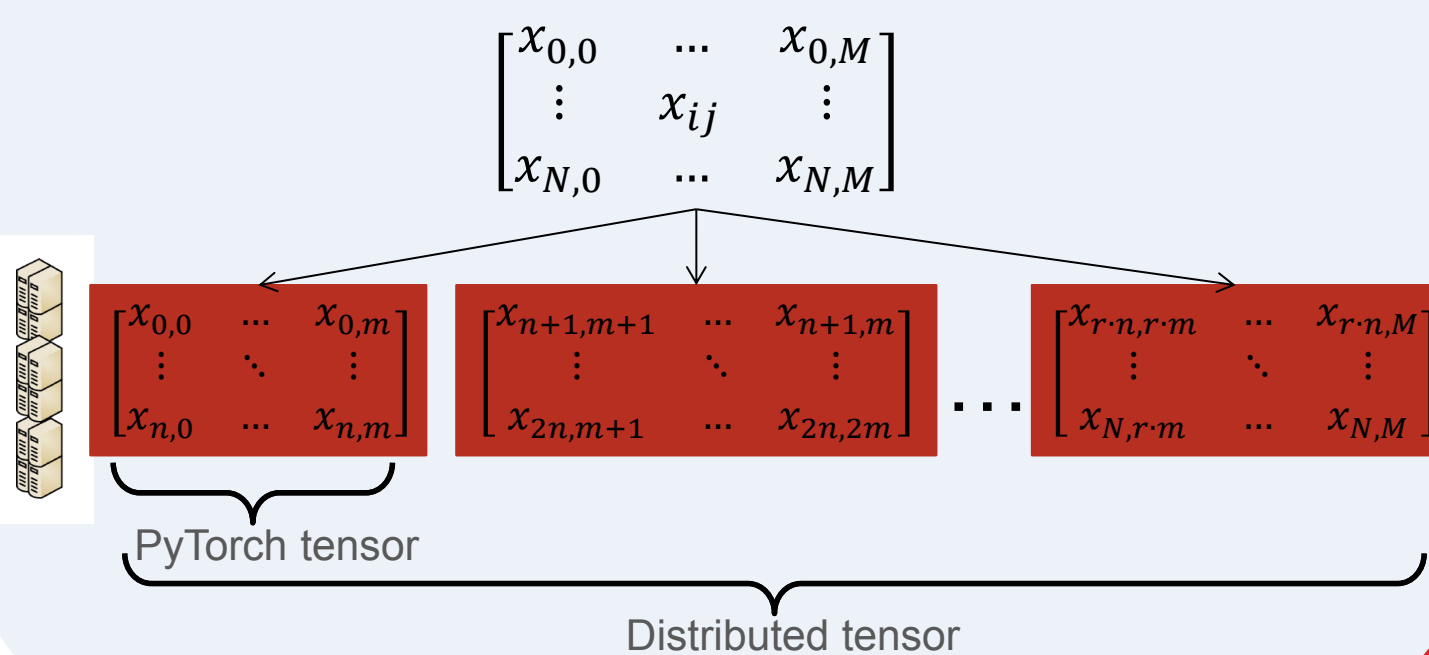 x_{0,0} ... x_{0,M}
⋮ x_{ij} ⋮
x_{N,0} ... x_{N,M}
x_{0,0} ... x_{0,m} x_{n+1,m+1} ... x_{n+1,m} x_{r·n,r·m} ... x_{r·n,M}
⋮ ⋱ ⋮ ⋮ ⋱ ⋮ ... ⋮ ⋱ ⋮
x_{n,0} ... x_{n,m} x_{2n,m+1} ... x_{2n,2m} x_{N,r·m} ... x_{N,M}
PyTorch tensor
Distributed tensor